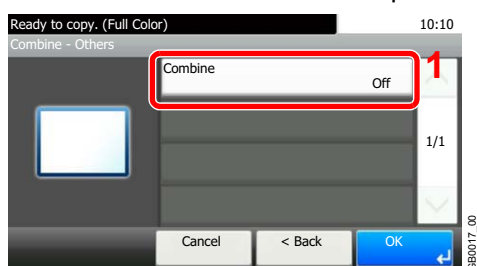 Ready to copy. (Full Color) 10:10
Combine - Others
Combine
Off
1
1/1
Cancel < Back OK
GB0017_00